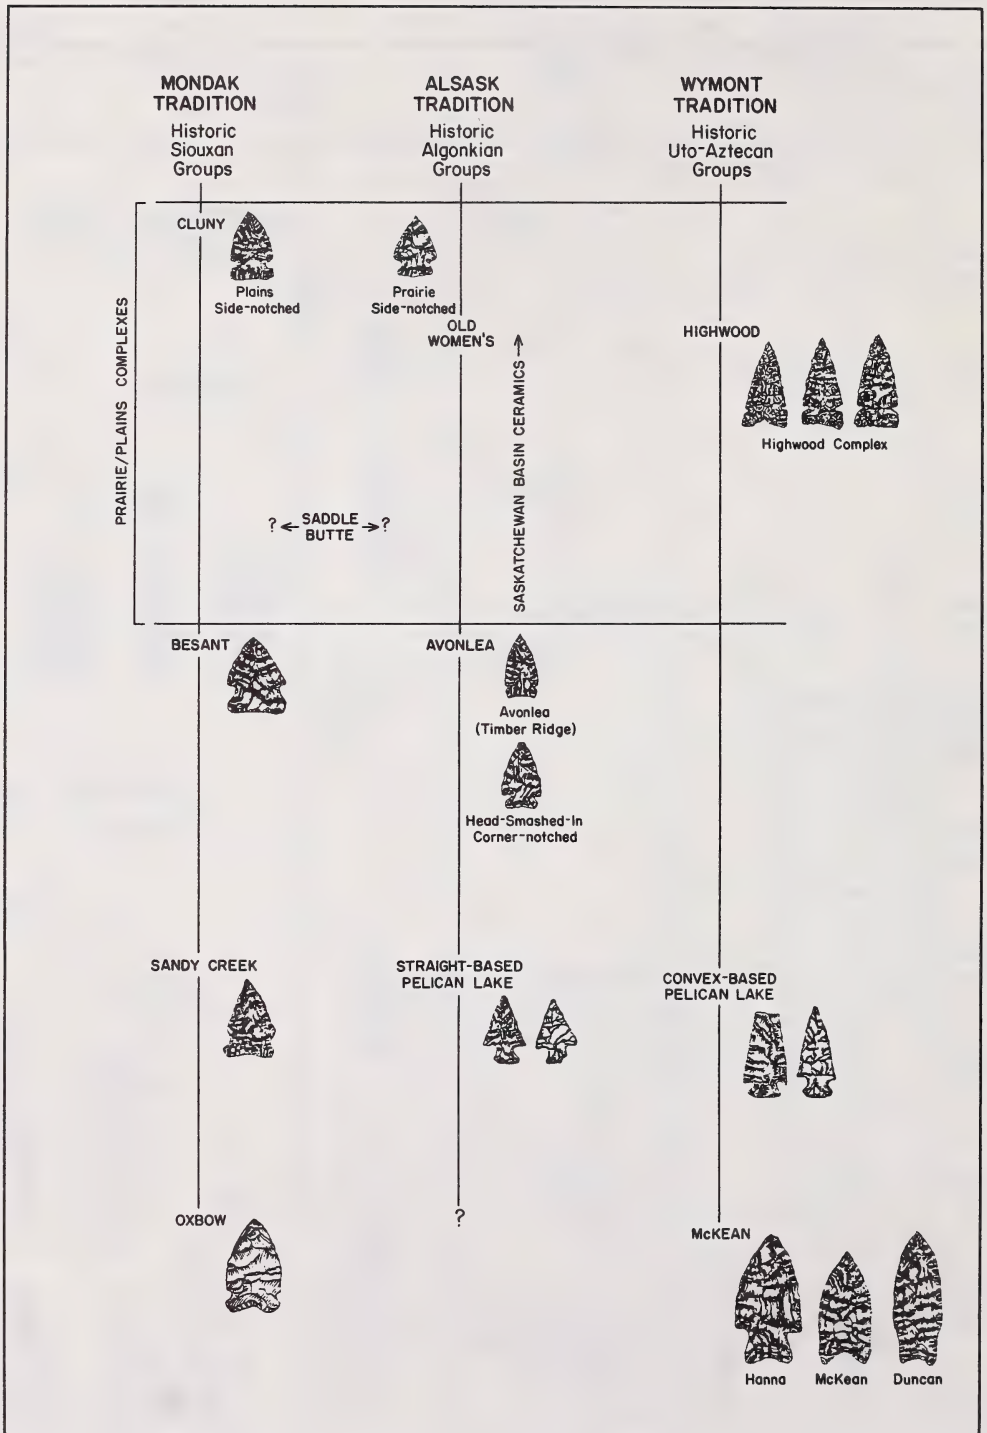 MONDAK
TRADITION
Historic
Siouxan
Groups
ALSASK
TRADITION
Historic
Algonkian
Groups
WYMONT
TRADITION
Historic
Uto-Aztecan
Groups
PRAIRIE/PLAINS COMPLEXES
CLUNY
Plains
Side-notched
Prairie
Side-notched
OLD
WOMEN'S
SASKATCHEWAN BASIN CERAMICS
HIGHWOOD
Highwood Complex
? ← SADDLE → ?
BUTTE
BESANT
AVONLEA
Avonlea
(Timber Ridge)
Head-Smashed-In
Corner-notched
SANDY CREEK
STRAIGHT-BASED
PELICAN LAKE
CONVEX-BASED
PELICAN LAKE
OXBOW
?
McKEAN
Hanna McKean Duncan